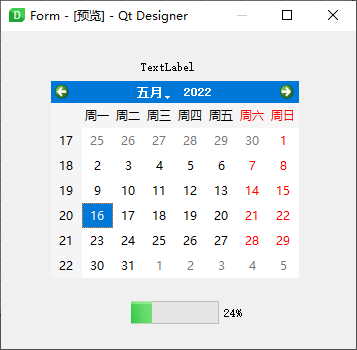 Form - [预览] - Qt Designer
TextLabel
五月 2022
周一 周二 周三 周四 周五 周六 周日
17 25 26 27 28 29 30 1
18 2 3 4 5 6 7 8
19 9 10 11 12 13 14 15
20 16 17 18 19 20 21 22
21 23 24 25 26 27 28 29
22 30 31 1 2 3 4 5
24%